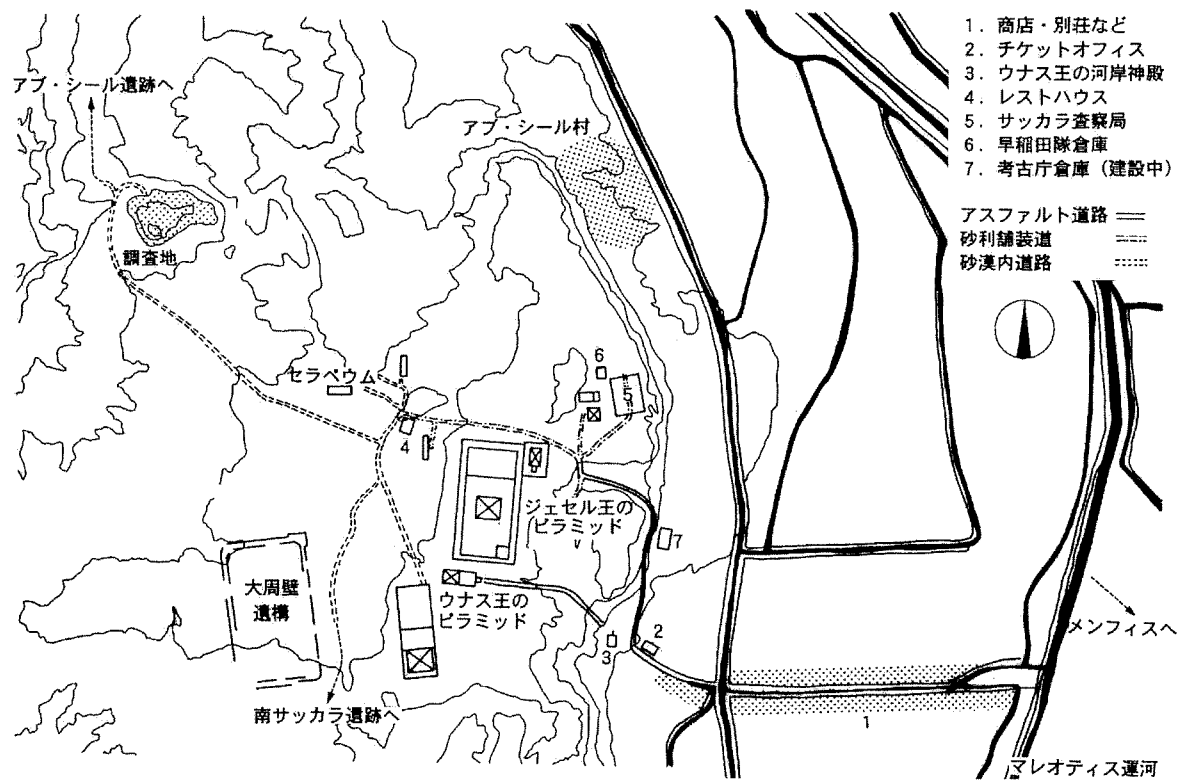 1．商店・別荘など
2．チケットオフィス
3．ウナス王の河岸神殿
4．レストハウス
5．サッカラ査察局
6．早稲田隊倉庫
7．考古庁倉庫（建設中）
アスファルト道路
砂利舗装道
砂漠内道路
アブ・シール遺跡へ
アブ・シール村
調査地
セラペウム
6
5
4
ジェセル王の
ピラミッド
7
大周壁
遺構
ウナス王の
ピラミッド
2
3
メンフィスへ
南サッカラ遺跡へ
1
マレオティス運河